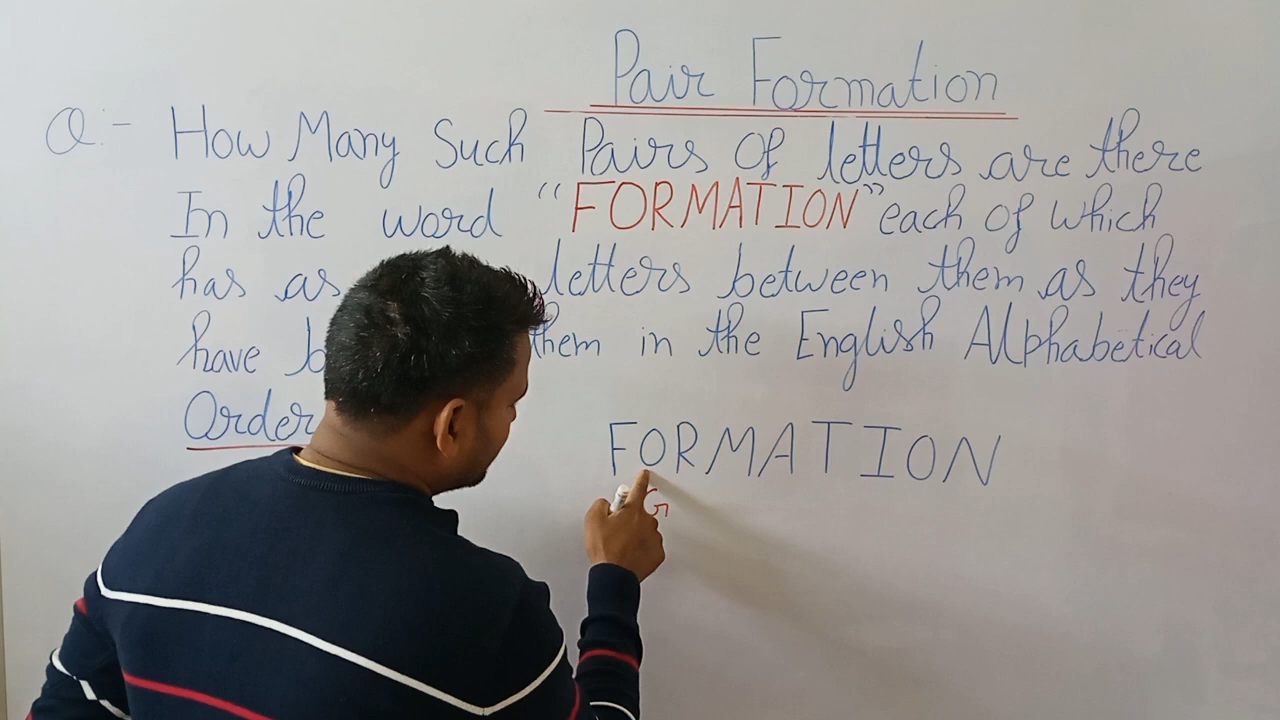 Pair Formation
Q:- How Many Such Pairs Of letters are there
In the word "FORMATION" each of which
has as letters between them as they
have them in the English Alphabetical
Order
FORMATION
G